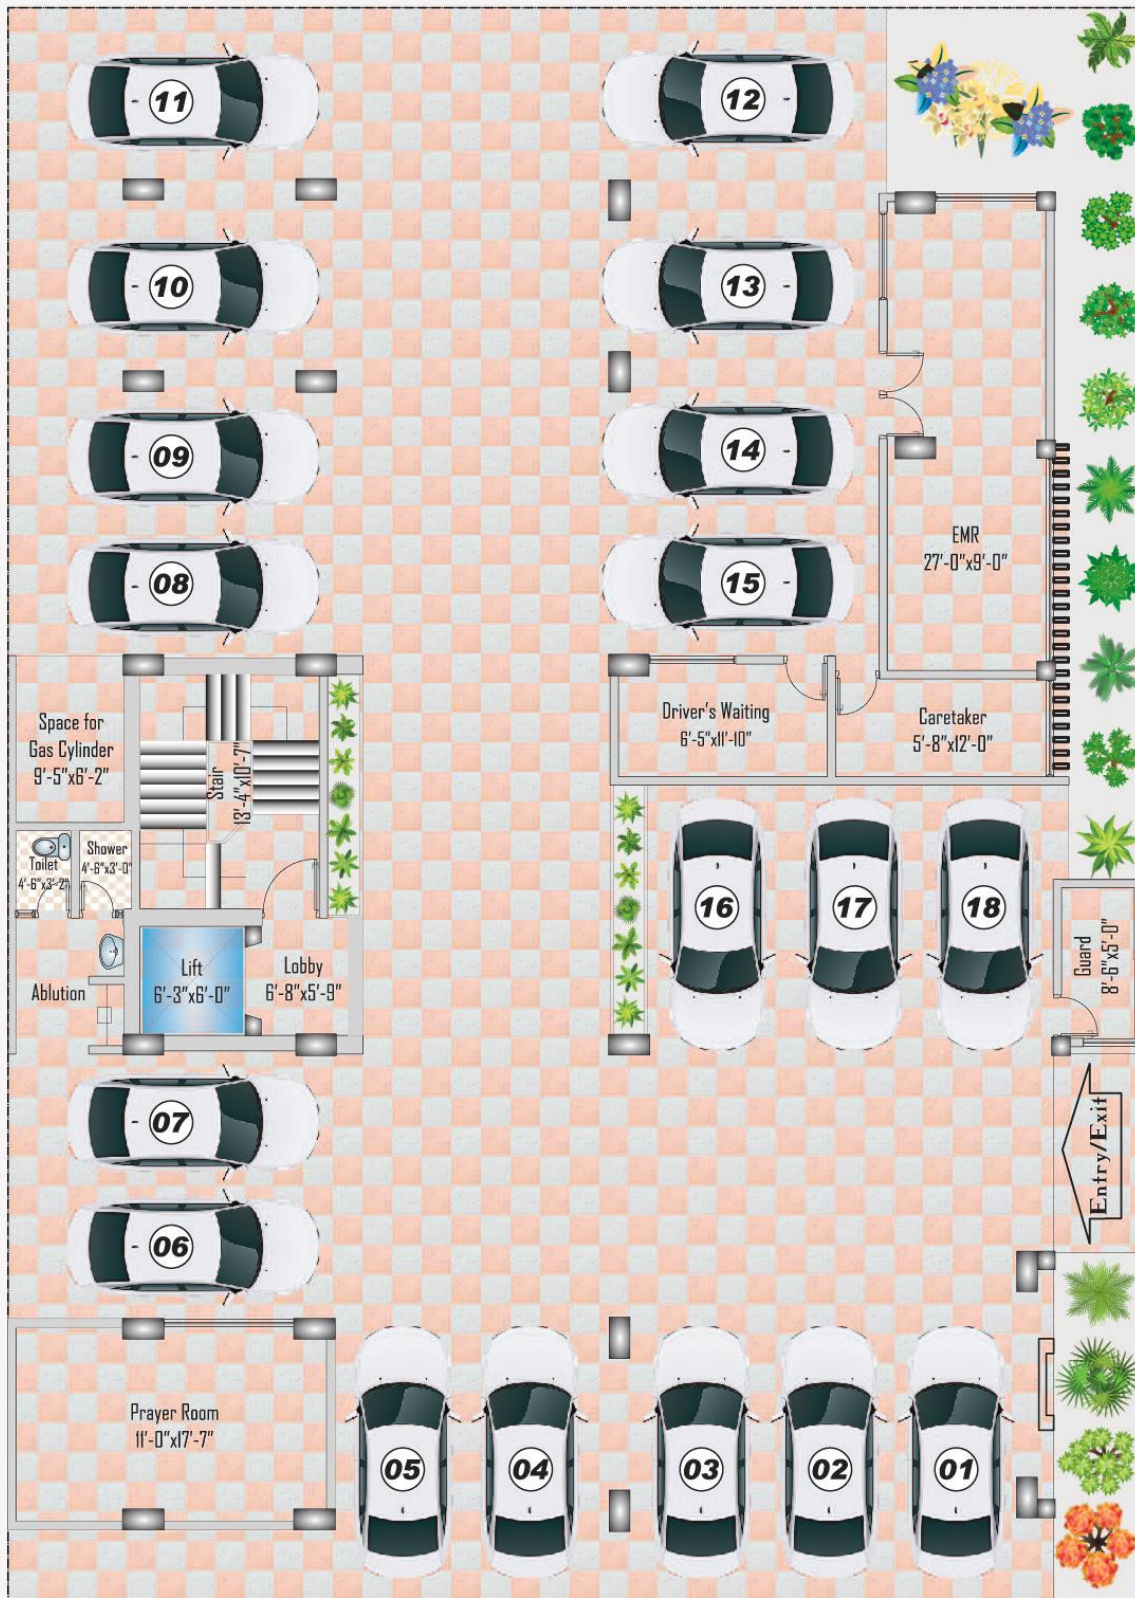 11
12
10
13
09
14
EMR
27'-0"x9'-0"
08
15
Space for
Gas Cylinder
9'-5"x6'-2"
Stair
13'-4"x10'-7"
Driver's Waiting
6'-5"x11'-10"
Caretaker
5'-8"x12'-0"
Toilet
4'-6"x3'-2"
Shower
4'-6"x3'-0"
16
17
18
Guard
8'-6"x5'-0"
Ablution
Lift
6'-3"x6'-0"
Lobby
6'-8"x5'-9"
07
Entry/Exit
06
Prayer Room
11'-0"x17'-7"
05
04
03
02
01